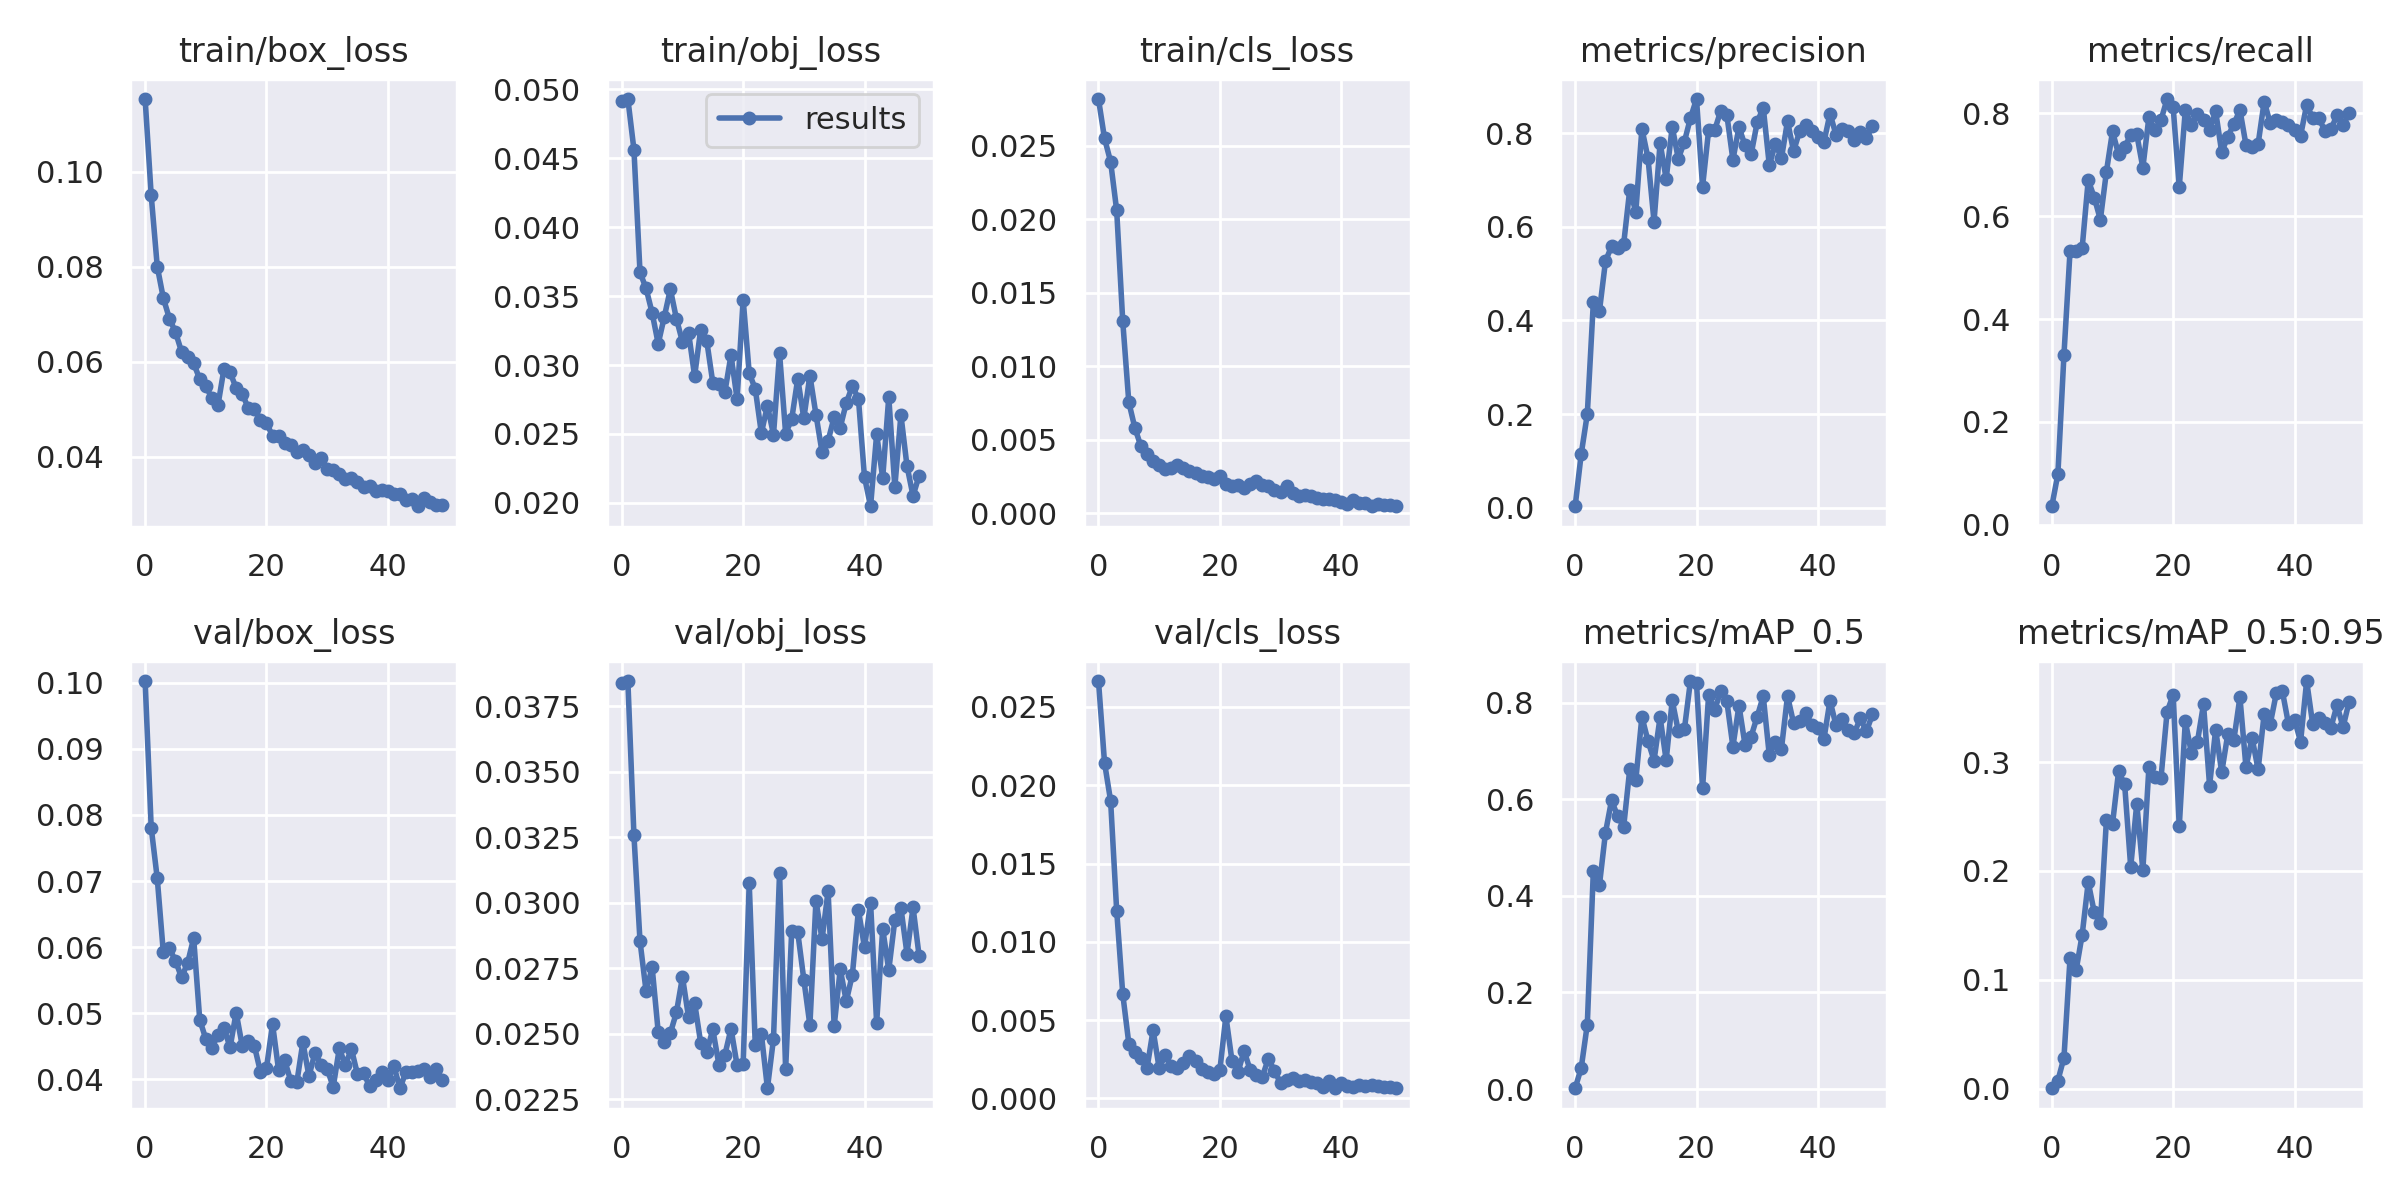 train/box_loss
0.10
0.08
0.06
0.04
0 20 40
train/obj_loss
results
0.050
0.045
0.040
0.035
0.030
0.025
0.020
0 20 40
train/cls_loss
0.025
0.020
0.015
0.010
0.005
0.000
0 20 40
metrics/precision
0.8
0.6
0.4
0.2
0.0
0 20 40
metrics/recall
0.8
0.6
0.4
0.2
0.0
0 20 40
val/box_loss
0.10
0.09
0.08
0.07
0.06
0.05
0.04
0 20 40
val/obj_loss
0.0375
0.0350
0.0325
0.0300
0.0275
0.0250
0.0225
0 20 40
val/cls_loss
0.025
0.020
0.015
0.010
0.005
0.000
0 20 40
metrics/mAP_0.5
0.8
0.6
0.4
0.2
0.0
0 20 40
metrics/mAP_0.5:0.95
0.3
0.2
0.1
0.0
0 20 40